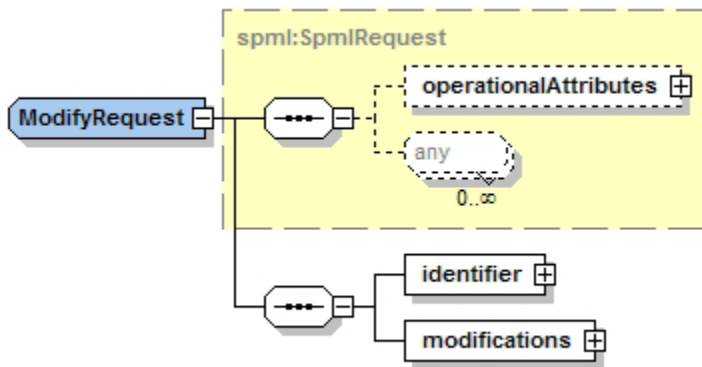 spml:SpmlRequest
operationalAttributes
ModifyRequest
any
0..∞
identifier
modifications